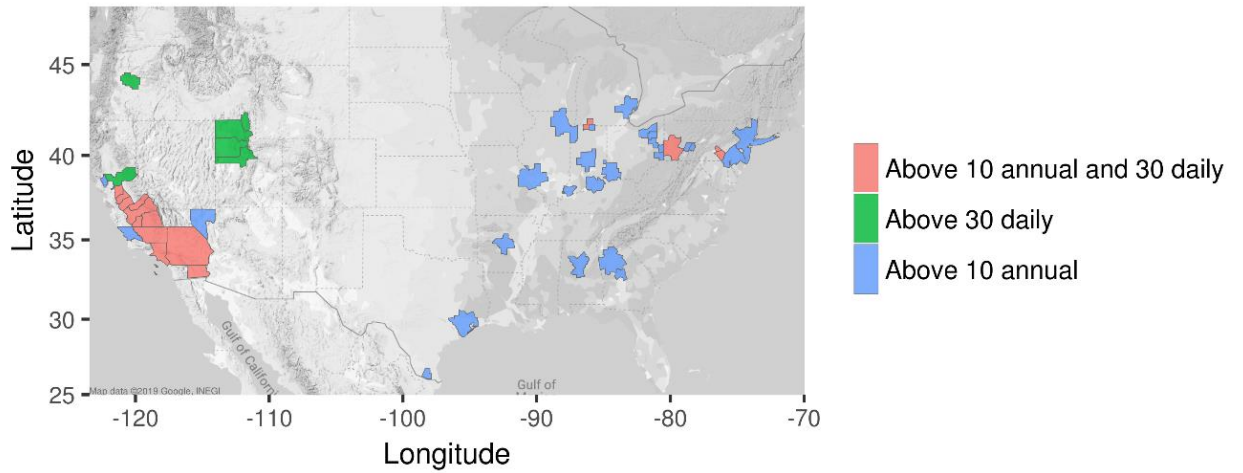 Latitude
45
40
35
30
25
-120
-110
-100
-90
-80
-70
Longitude
Gulf of California
Gulf of
Map data ©2019 Google, INEGI
Above 10 annual and 30 daily
Above 30 daily
Above 10 annual